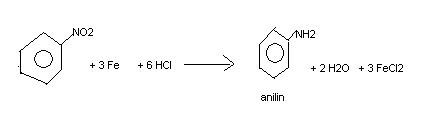 NO2 + 3 Fe + 6 HCl NH2 + 2 H2O + 3 FeCl2
anilin